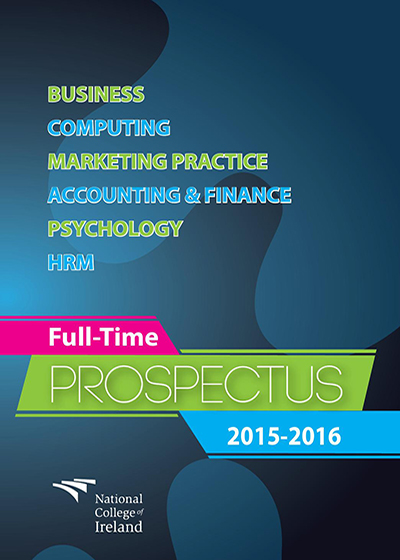 BUSINESS
COMPUTING
MARKETING PRACTICE
ACCOUNTING & FINANCE
PSYCHOLOGY
HRM
Full-Time
PROSPECTUS
2015-2016
National
College of
Ireland